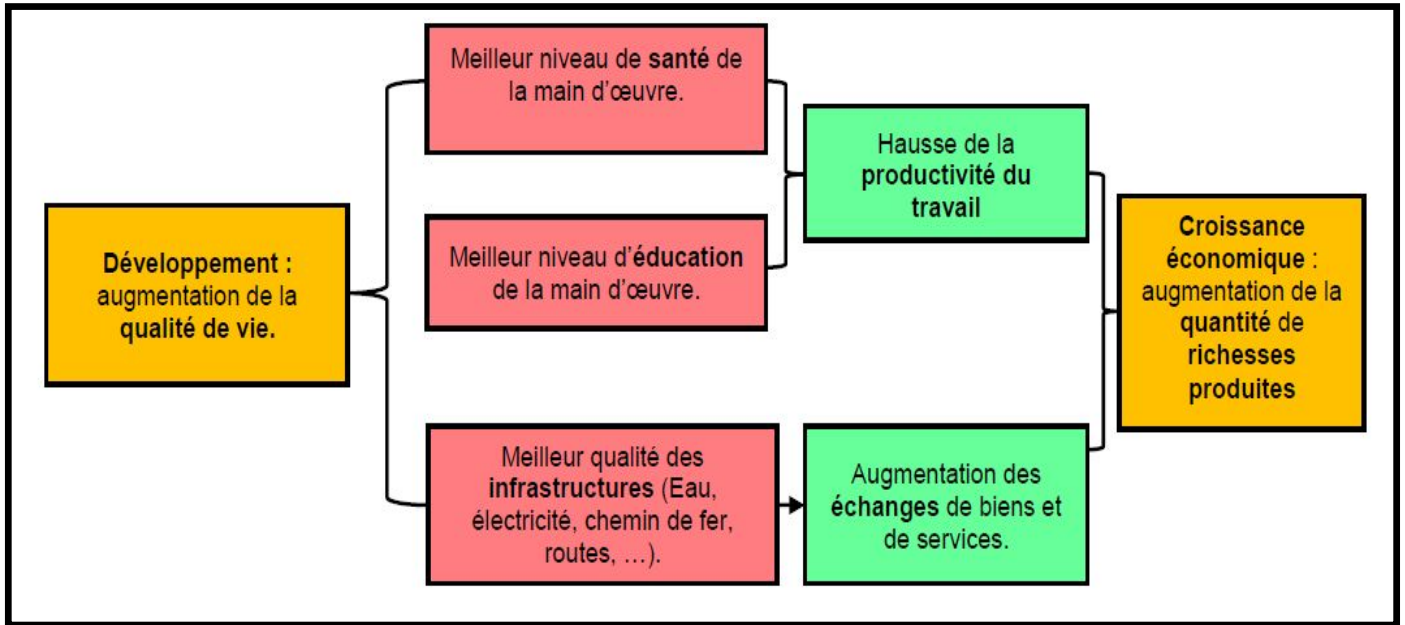 Développement :
augmentation de la
qualité de vie.
Meilleur niveau de santé de
la main d'œuvre.
Meilleur niveau d'éducation
de la main d'œuvre.
Meilleur qualité des
infrastructures (Eau,
électricité, chemin de fer,
routes, …).
Hausse de la
productivité du
travail
Augmentation des
échanges de biens et
de services.
Croissance
économique :
augmentation de la
quantité de
richesses
produites